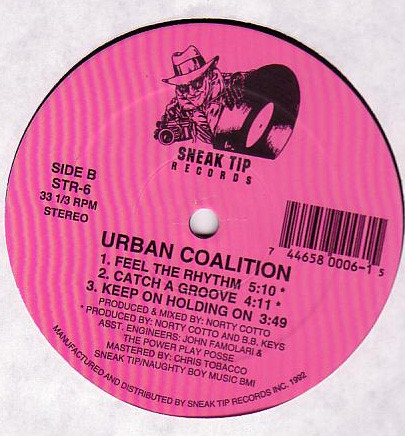 SNEAK TIP
RECORDS
SIDE B
STR-6
33 1/3 RPM
STEREO
7 44658 0006-1 5
URBAN COALITION
1. FEEL THE RHYTHM 5:10 *
2. CATCH A GROOVE 4:11 *
3. KEEP ON HOLDING ON 3:49
PRODUCED & MIXED BY: NORTY COTTO
* PRODUCED BY: NORTY COTTO AND B.B. KEYS
ASST. ENGINEERS: JOHN FAMOLARI &
THE POWER PLAY POSSE
MASTERED BY: CHRIS TOBACCO
SNEAK TIP/NAUGHTY BOY MUSIC BMI
MANUFACTURED AND DISTRIBUTED BY SNEAK TIP RECORDS INC. 1992